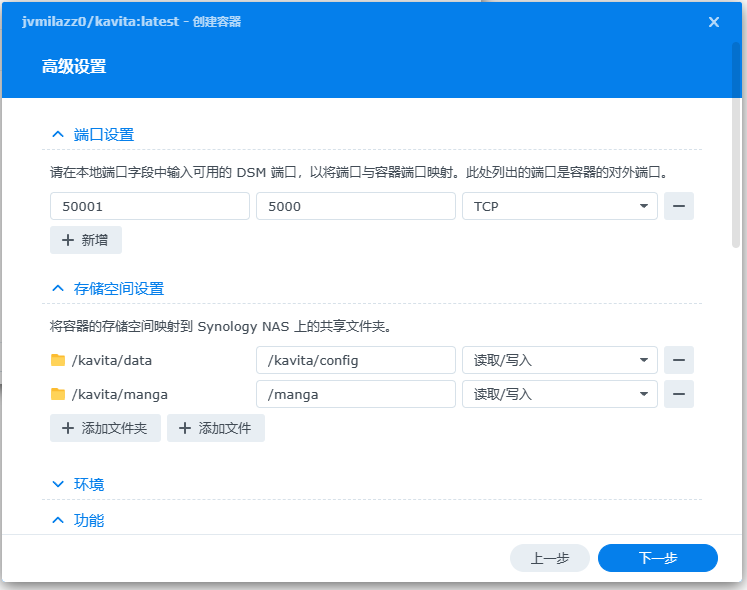 jvmilazz0/kavita:latest - 创建容器
高级设置
端口设置
请在本地端口字段中输入可用的 DSM 端口，以将端口与容器端口映射。此处列出的端口是容器的对外端口。
50001 5000 TCP
新增
存储空间设置
将容器的存储空间映射到 Synology NAS 上的共享文件夹。
/kavita/data /kavita/config 读取/写入
/kavita/manga /manga 读取/写入
添加文件夹 添加文件
环境
功能
上一步 下一步